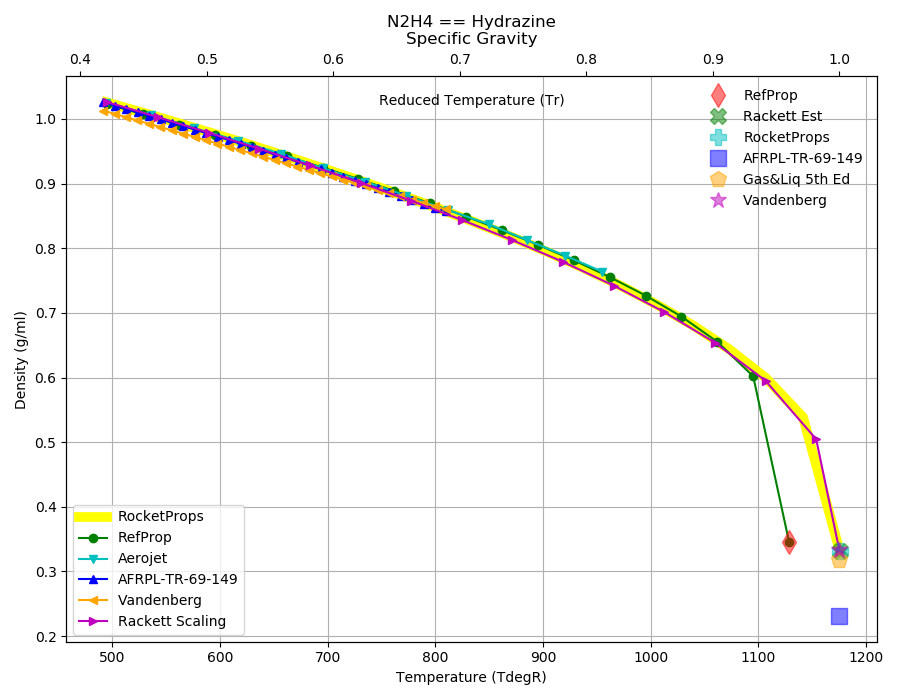 N2H4 == Hydrazine
Specific Gravity
0.4 0.5 0.6 0.7 0.8 0.9 1.0
Reduced Temperature (Tr)
RefProp
Rackett Est
RocketProps
AFRPL-TR-69-149
Gas&Liq 5th Ed
Vandenberg
1.0
0.9
0.8
0.7
0.6
0.5
0.4
0.3
0.2
Density (g/ml)
RocketProps
RefProp
Aerojet
AFRPL-TR-69-149
Vandenberg
Rackett Scaling
500 600 700 800 900 1000 1100 1200
Temperature (TdegR)